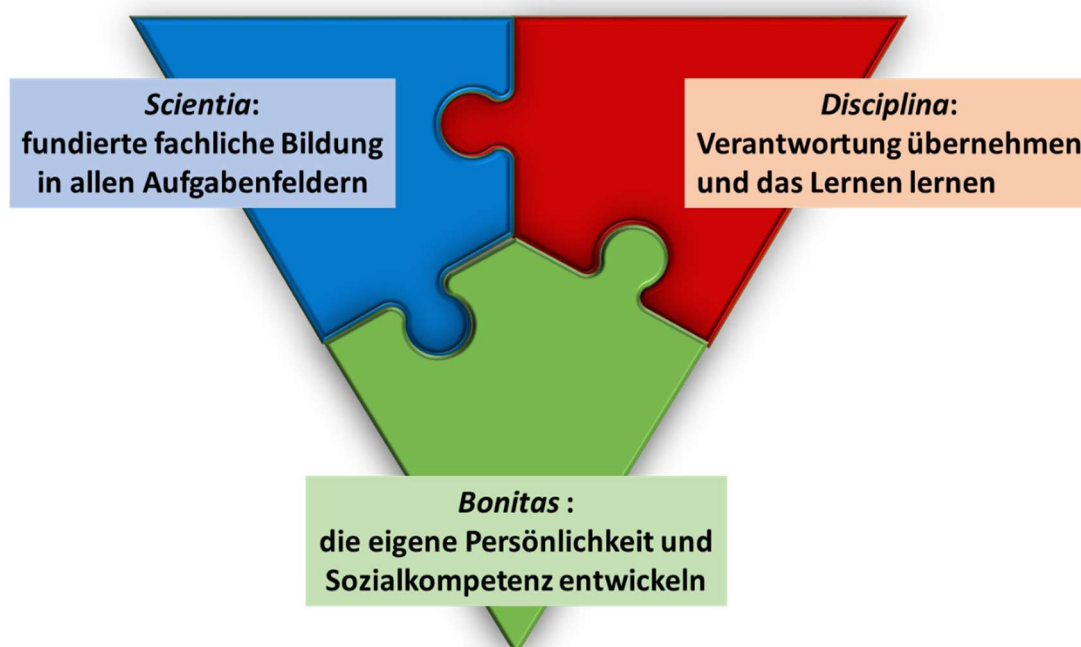 Scientia:
fundierte fachliche Bildung
in allen Aufgabenfeldern
Disciplina:
Verantwortung übernehmen
und das Lernen lernen
Bonitas :
die eigene Persönlichkeit und
Sozialkompetenz entwickeln